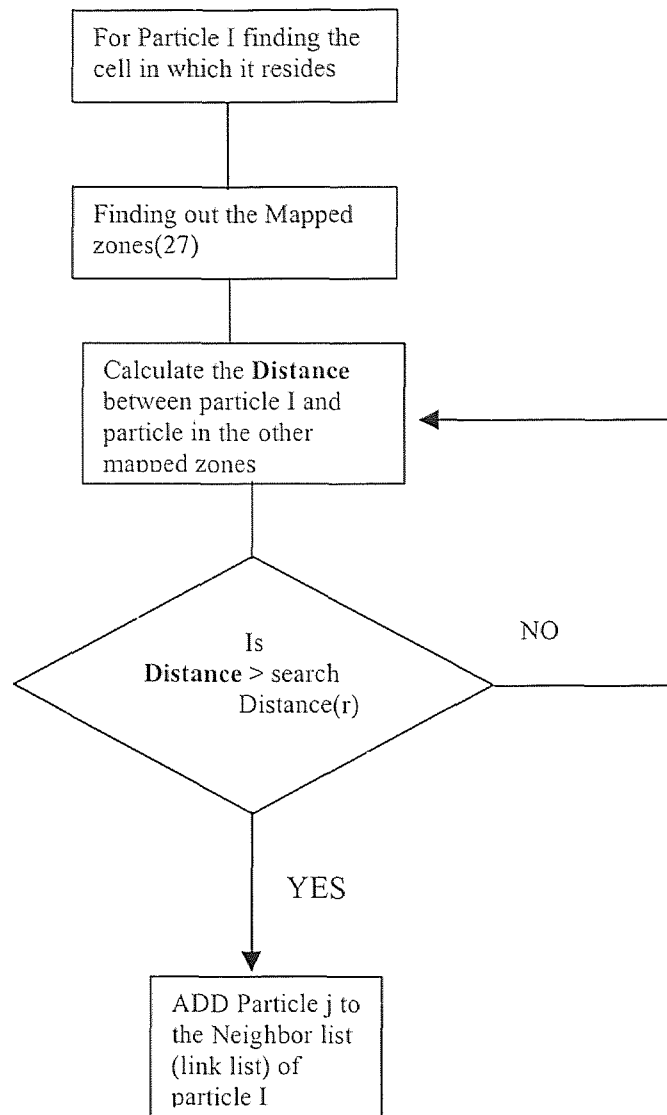 For Particle I finding the
cell in which it resides
Finding out the Mapped
zones(27)
Calculate the Distance
between particle I and
particle in the other
mapped zones
Is
Distance > search
Distance(r)
NO
YES
ADD Particle j to
the Neighbor list
(link list) of
particle I